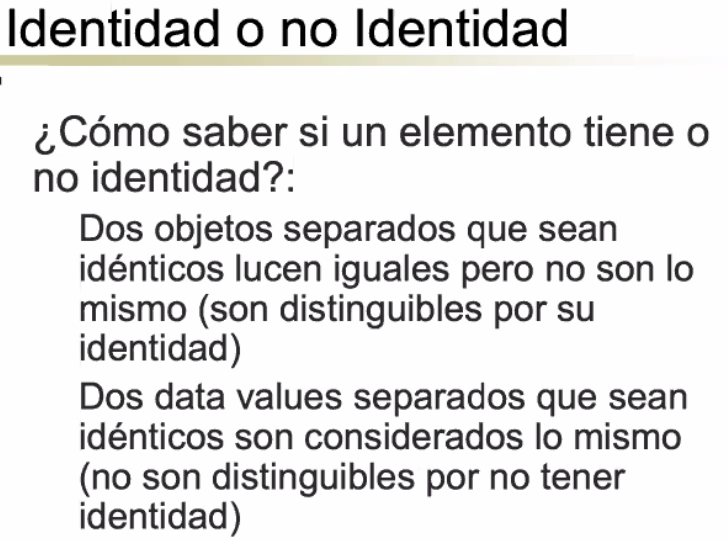 Identidad o no Identidad
¿Cómo saber si un elemento tiene o
no identidad?:
Dos objetos separados que sean
idénticos lucen iguales pero no son lo
mismo (son distinguibles por su
identidad)
Dos data values separados que sean
idénticos son considerados lo mismo
(no son distinguibles por no tener
identidad)